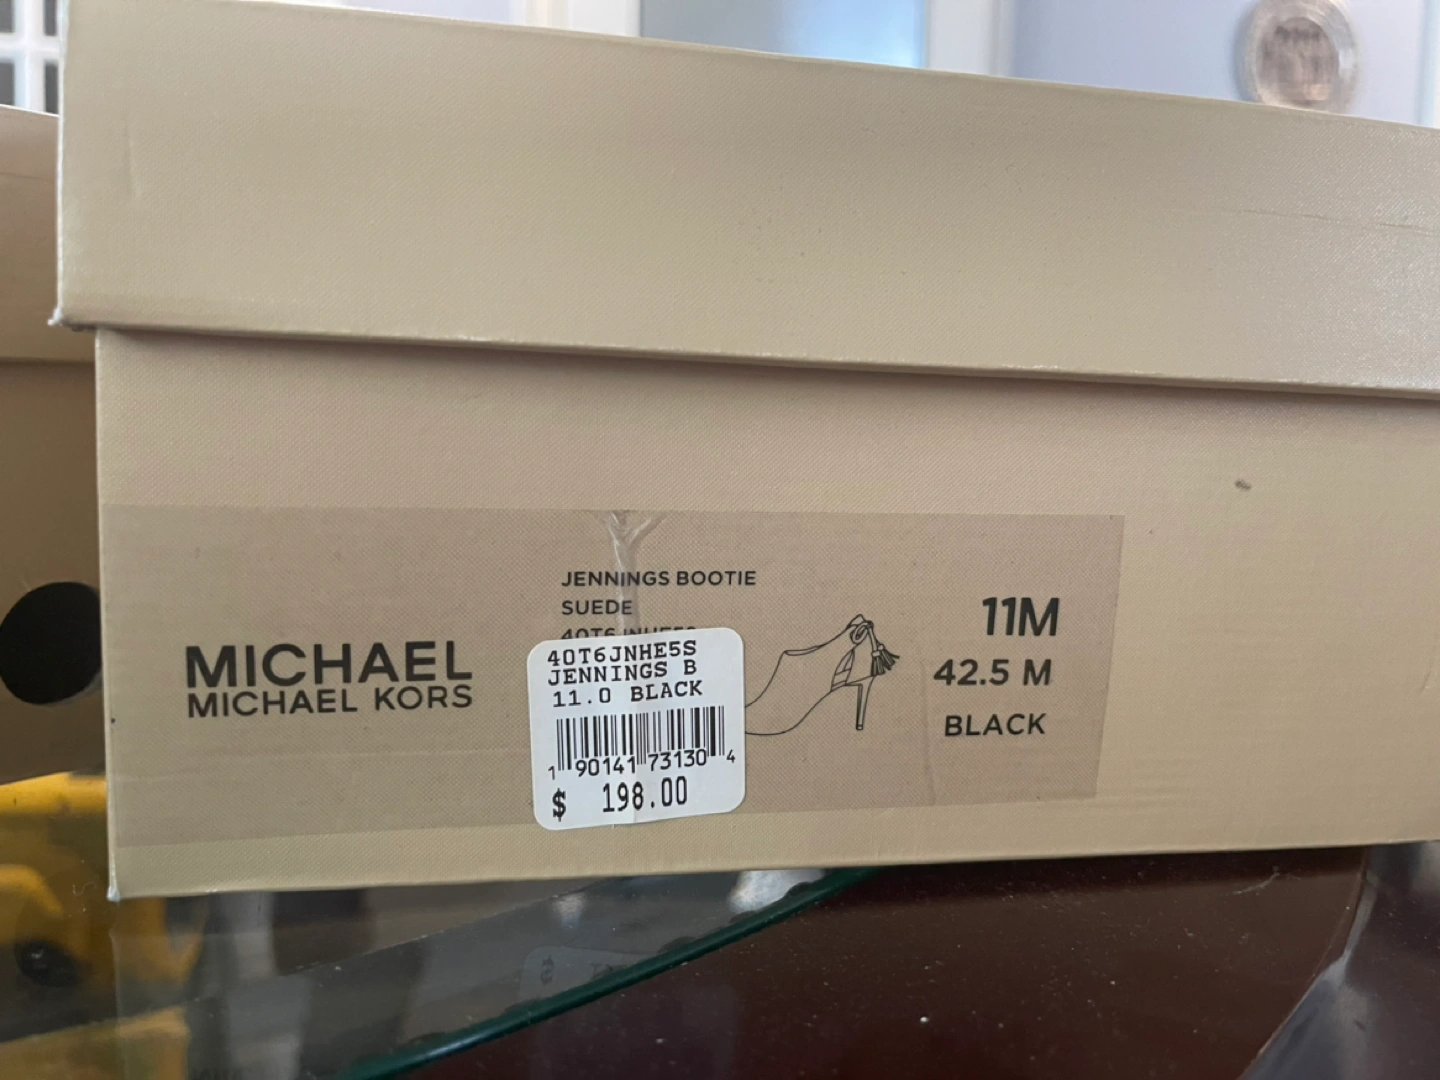 MICHAEL
MICHAEL KORS
JENNINGS BOOTIE
SUEDE
40T6JNHE5S
40T6JNHE5S
JENNINGS B
11.0 BLACK
1 90141 73130 4
$ 198.00
11M
42.5 M
BLACK